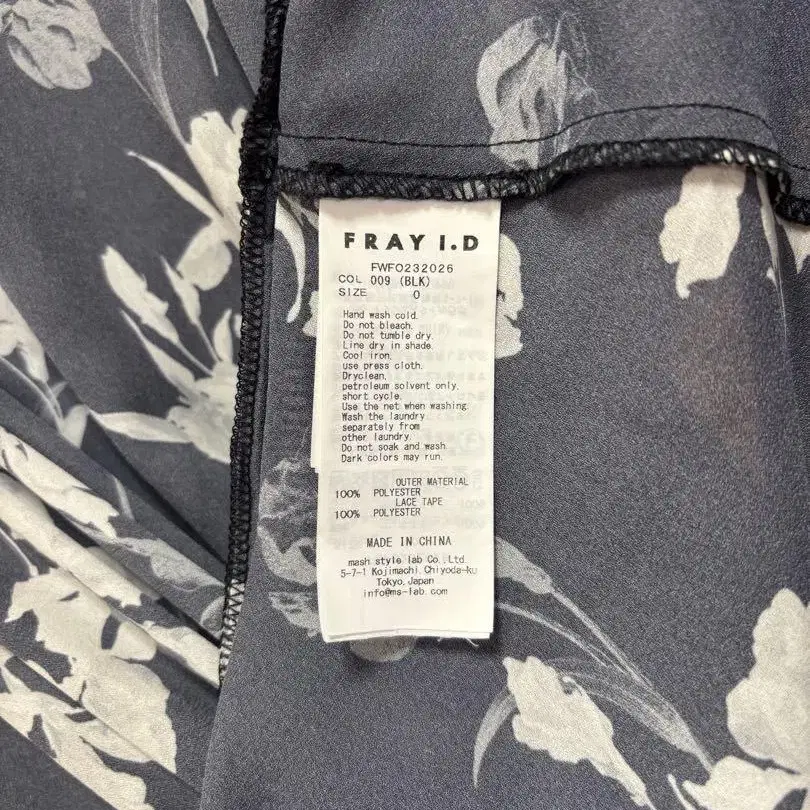 FRAY I.D
FWFO232026
COL 009 (BLK)
SIZE 0
Hand wash cold.
Do not bleach.
Do not tumble dry.
Line dry in shade.
Cool iron.
use press cloth.
Dryclean.
petroleum solvent only.
short cycle.
Use the net when washing.
Wash the laundry
separately from
other laundry.
Do not soak and wash.
Dark colors may run.
OUTER MATERIAL
100% POLYESTER
LACE TAPE
100% POLYESTER
MADE IN CHINA
mash style lab Co., Ltd.
5-7-1 Kojimachi Chiyoda-ku
Tokyo, Japan
info@ms-lab.com